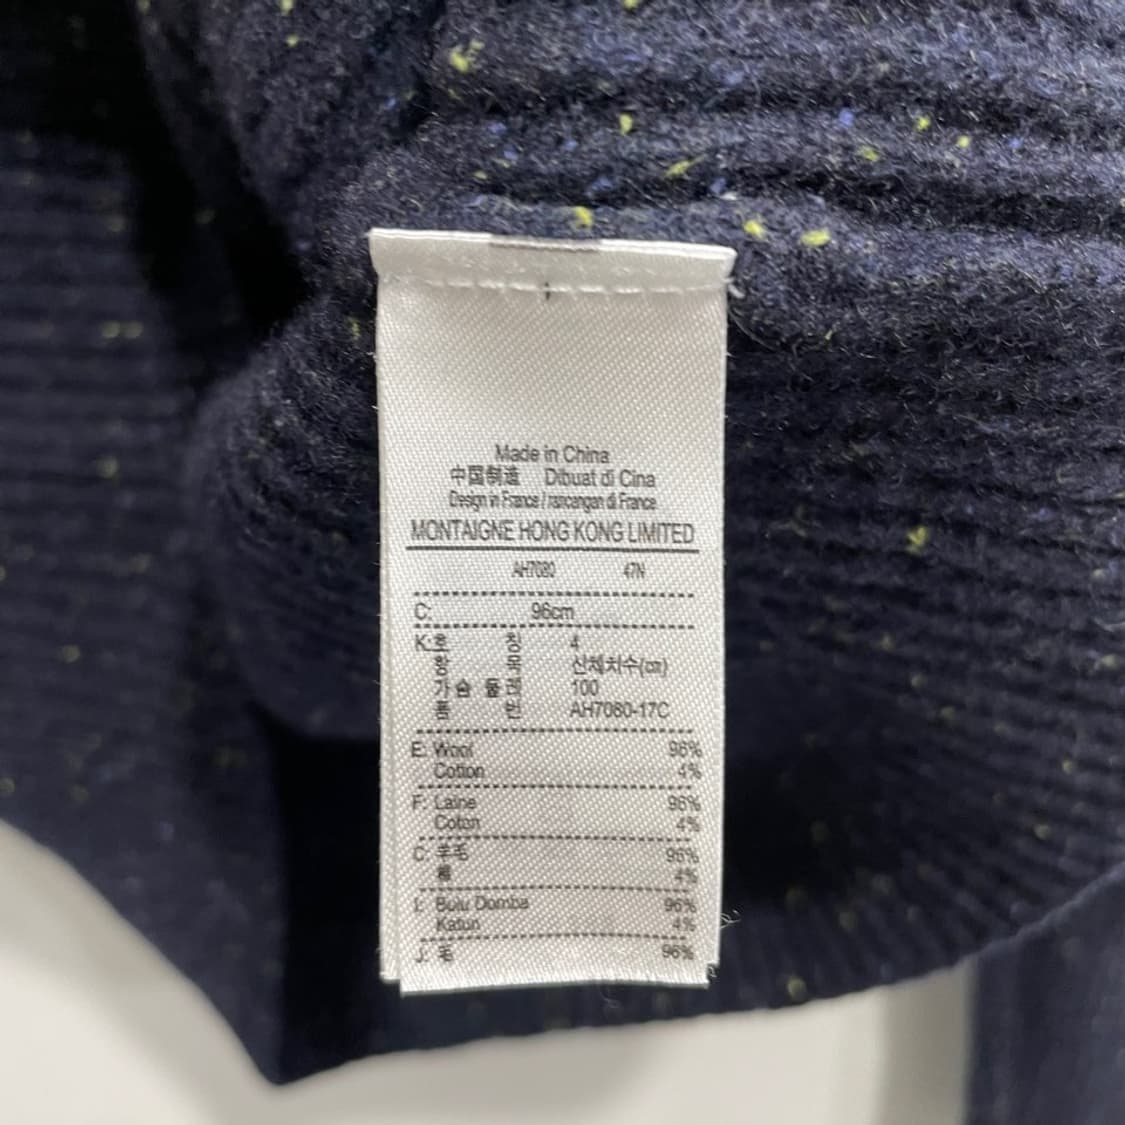 Made in China
中国制造 Dibuat di Cina
Design in France / rancangan di France
MONTAIGNE HONG KONG LIMITED
AH7080 47N
C: 96cm
K: 호 칭 4
항 목 신체치수(cm)
가슴 둘레 100
품 번 AH7080-17C
E: Wool 96%
Cotton 4%
F: Laine 96%
Coton 4%
C: 羊毛 96%
棉 4%
I: Bulu Domba 96%
Katun 4%
J: 毛 96%